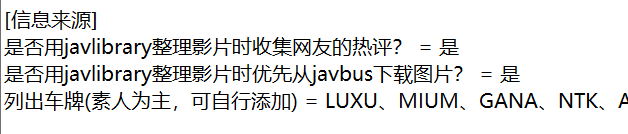 [信息来源]
是否用javlibrary整理影片时收集网友的热评? = 是
是否用javlibrary整理影片时优先从javbus下载图片? = 是
列出车牌(素人为主，可自行添加) = LUXU、MIUM、GANA、NTK、